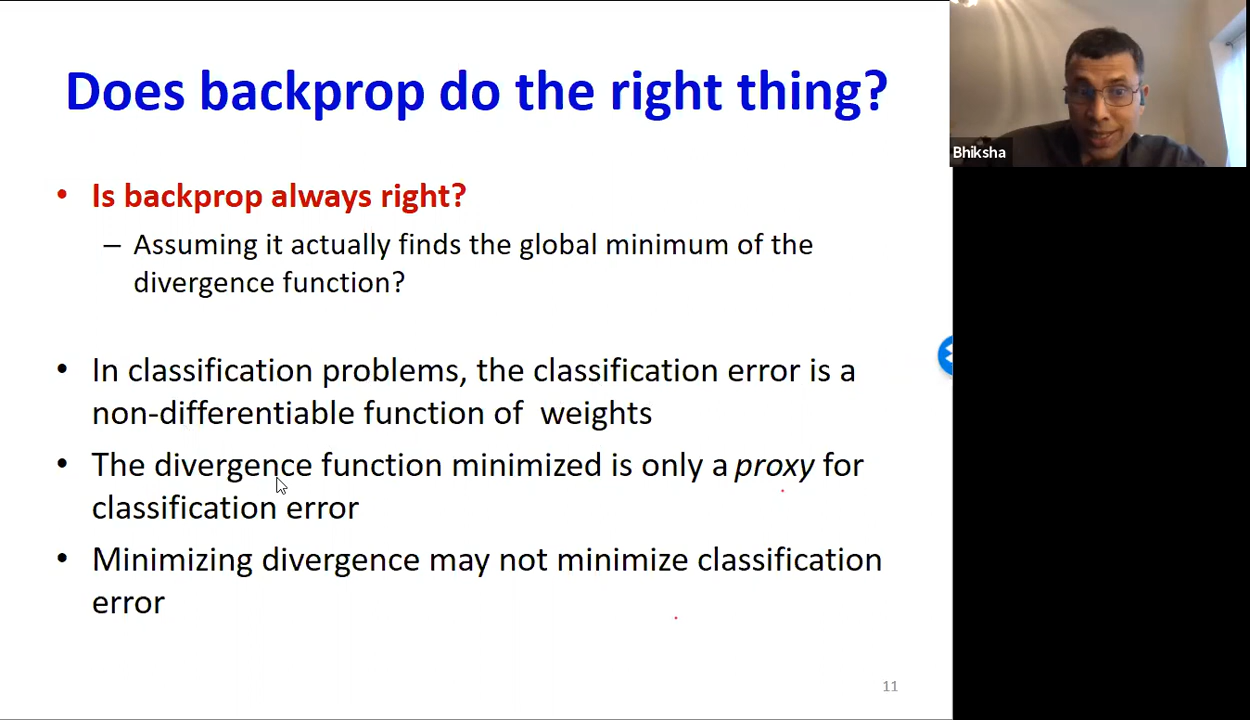 Does backprop do the right thing?
• Is backprop always right?
– Assuming it actually finds the global minimum of the
divergence function?
• In classification problems, the classification error is a
non-differentiable function of weights
• The divergence function minimized is only a proxy for
classification error
• Minimizing divergence may not minimize classification
error
11
Bhiksha